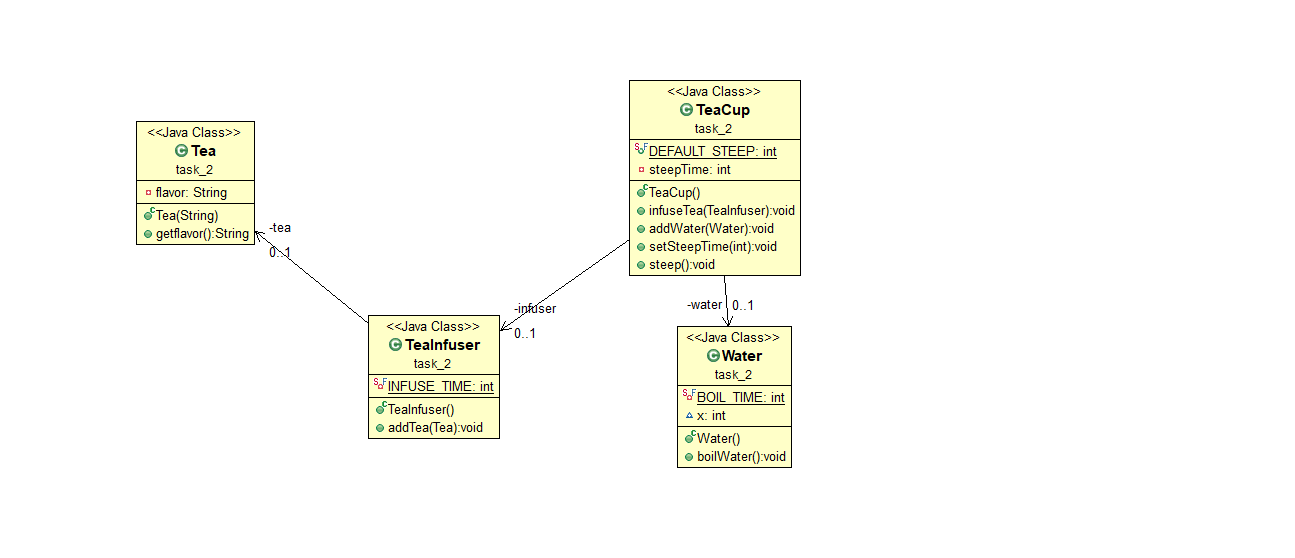 <<Java Class>>
Tea
task_2
flavor: String
Tea(String)
getflavor():String
-tea
0..1
<<Java Class>>
TeaInfuser
task_2
INFUSE_TIME: int
TeaInfuser()
addTea(Tea):void
-infuser
0..1
<<Java Class>>
TeaCup
task_2
DEFAULT_STEEP: int
steepTime: int
TeaCup()
infuseTea(TeaInfuser):void
addWater(Water):void
setSteepTime(int):void
steep():void
-water
0..1
<<Java Class>>
Water
task_2
BOIL_TIME: int
x: int
Water()
boilWater():void